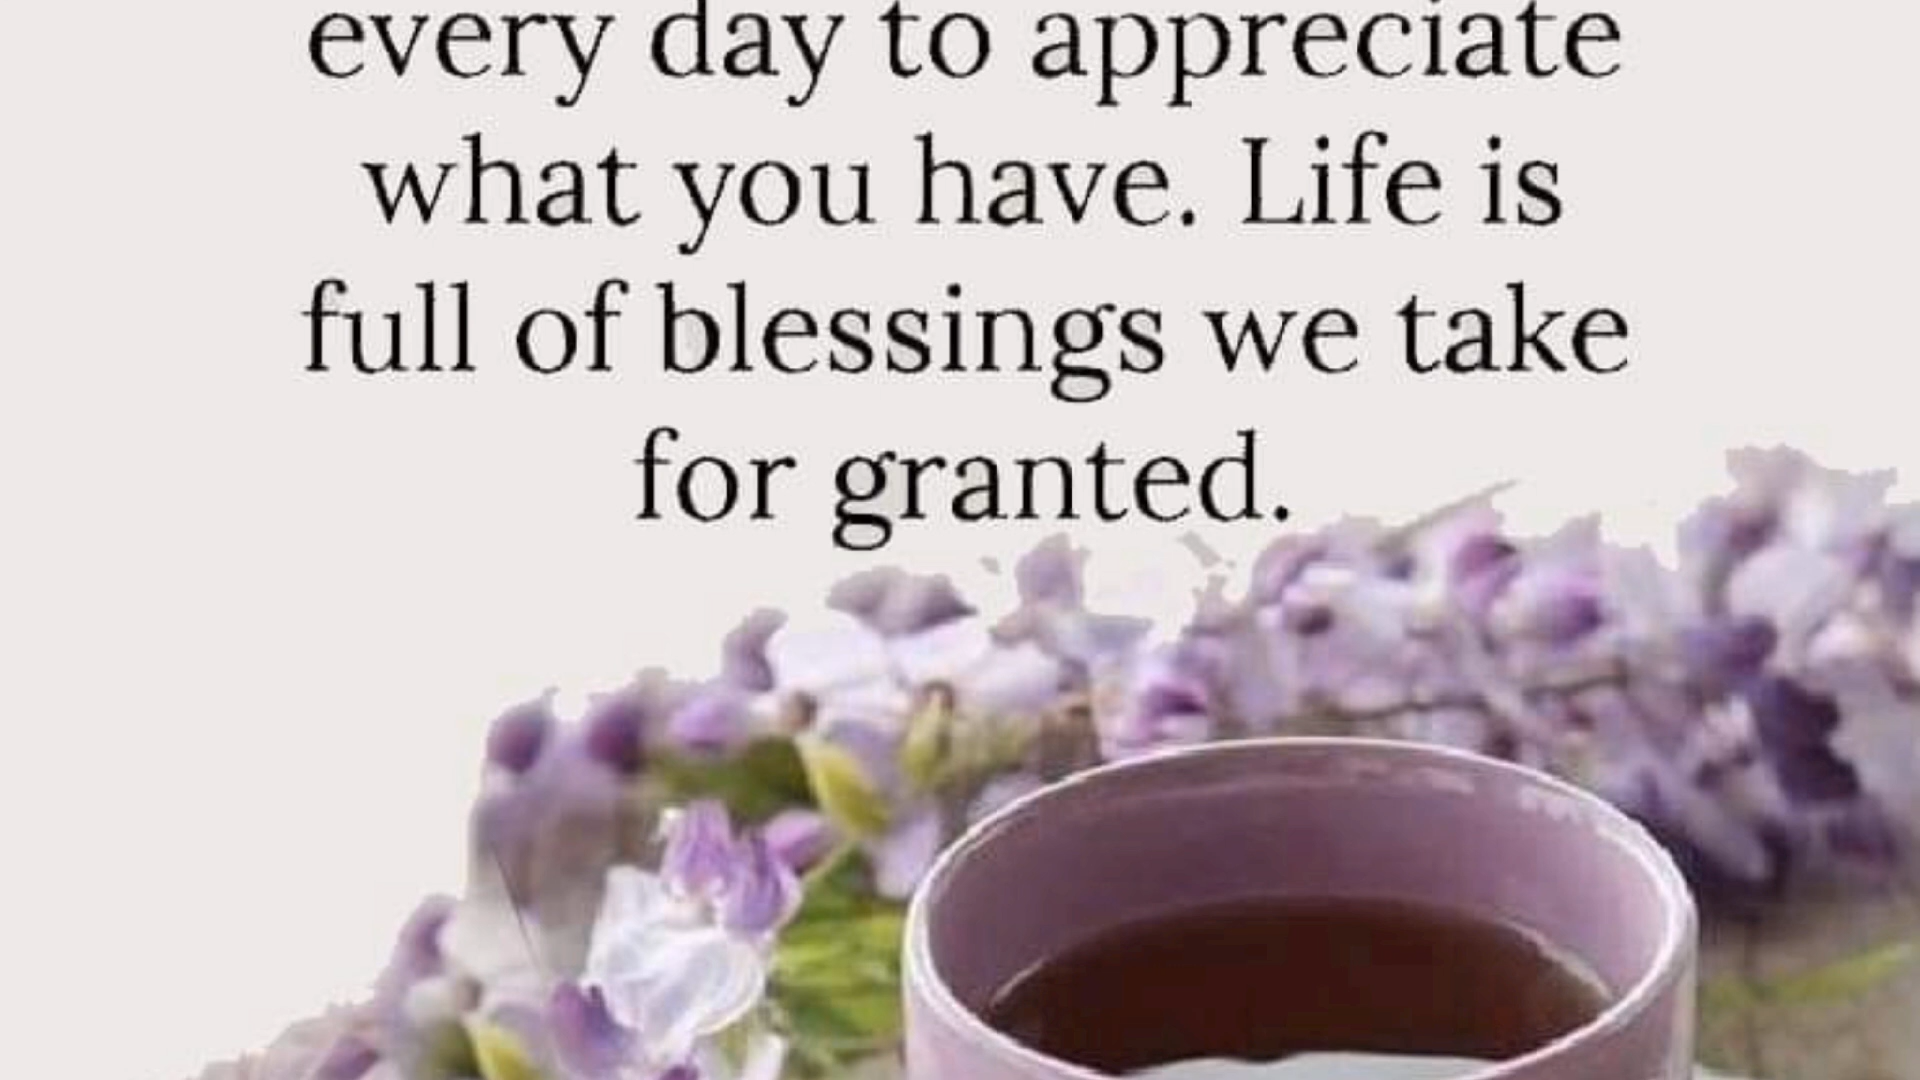 every day to appreciate
what you have. Life is
full of blessings we take
for granted.